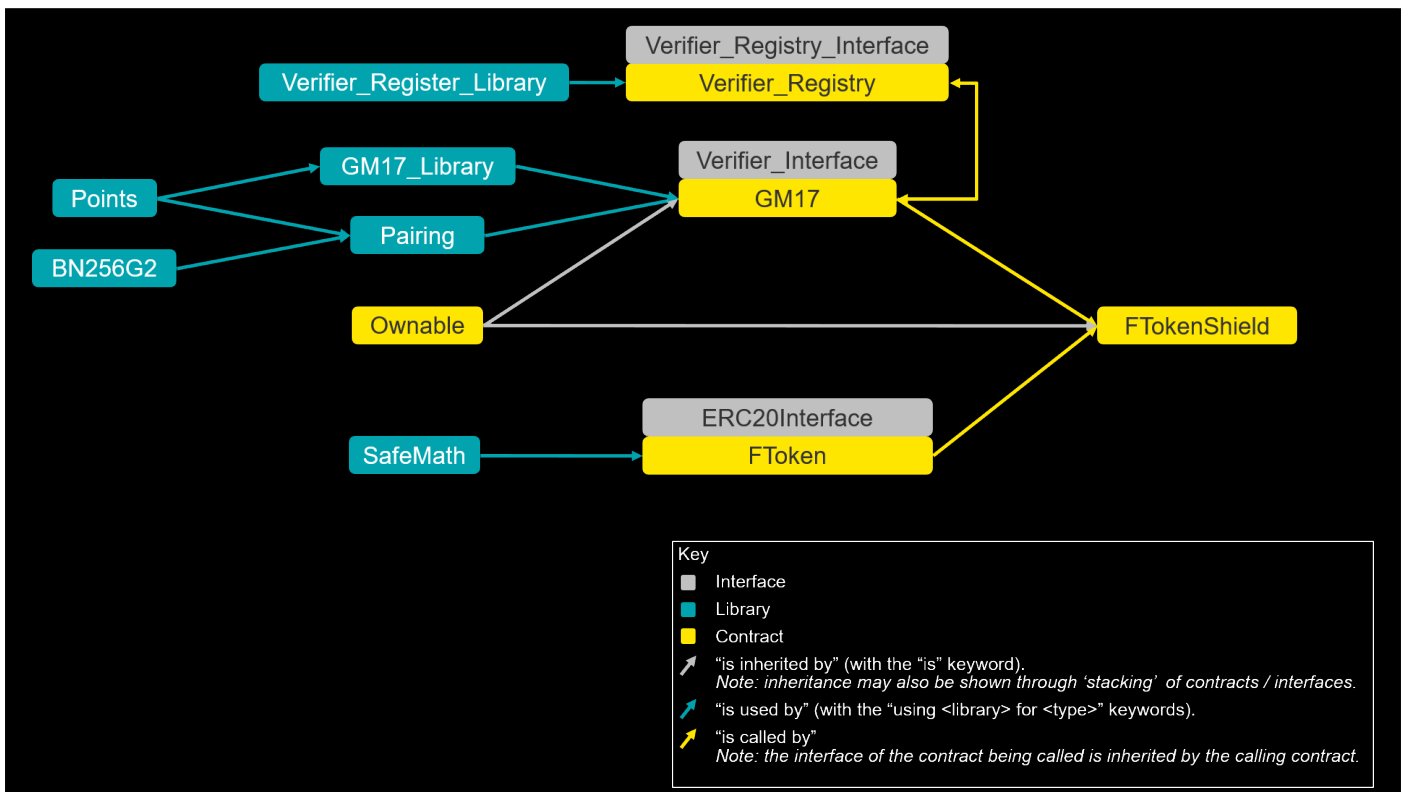 Verifier_Registry_Interface
Verifier_Register_Library
Verifier_Registry
GM17_Library
Verifier_Interface
Points
GM17
Pairing
BN256G2
Ownable
FTokenShield
ERC20Interface
SafeMath
FToken
Key
Interface
Library
Contract
“is inherited by” (with the “is” keyword).
Note: inheritance may also be shown through ‘stacking’ of contracts / interfaces.
“is used by” (with the “using <library> for <type>” keywords).
“is called by”
Note: the interface of the contract being called is inherited by the calling contract.